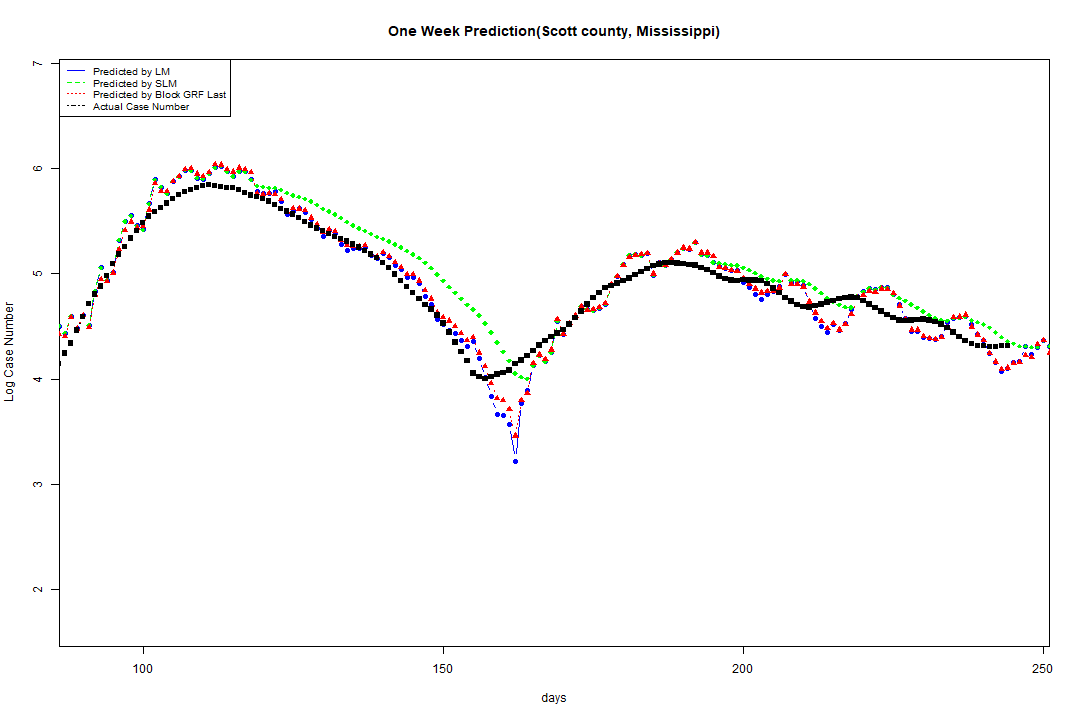 One Week Prediction(Scott county, Mississippi)
Predicted by LM
Predicted by SLM
Predicted by Block GRF Last
Actual Case Number
7
6
5
4
3
2
Log Case Number
100 150 200 250
days